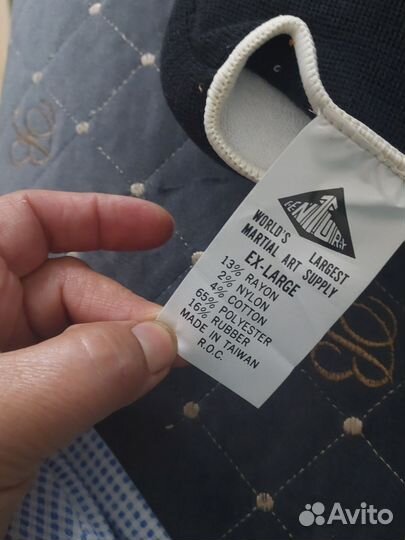 CENTURY
WORLD'S LARGEST
MARTIAL ART SUPPLY
EX-LARGE
13% RAYON
2% NYLON
4% COTTON
65% POLYESTER
16% RUBBER
MADE IN TAIWAN
R.O.C.
Avito